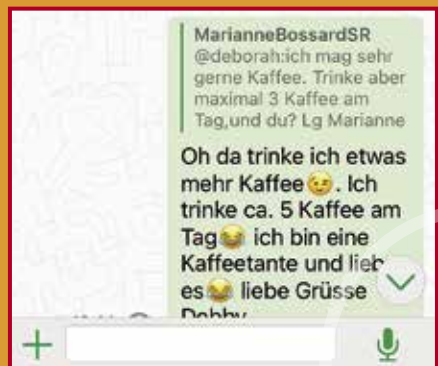 MarianneBossardSR
@deborah:ich mag sehr
gerne Kaffee. Trinke aber
maximal 3 Kaffee am
Tag,und du? Lg Marianne
Oh da trinke ich etwas
mehr Kaffee😉. Ich
trinke ca. 5 Kaffee am
Tag😂 ich bin eine
Kaffeetante und lieb
es😂 liebe Grüsse